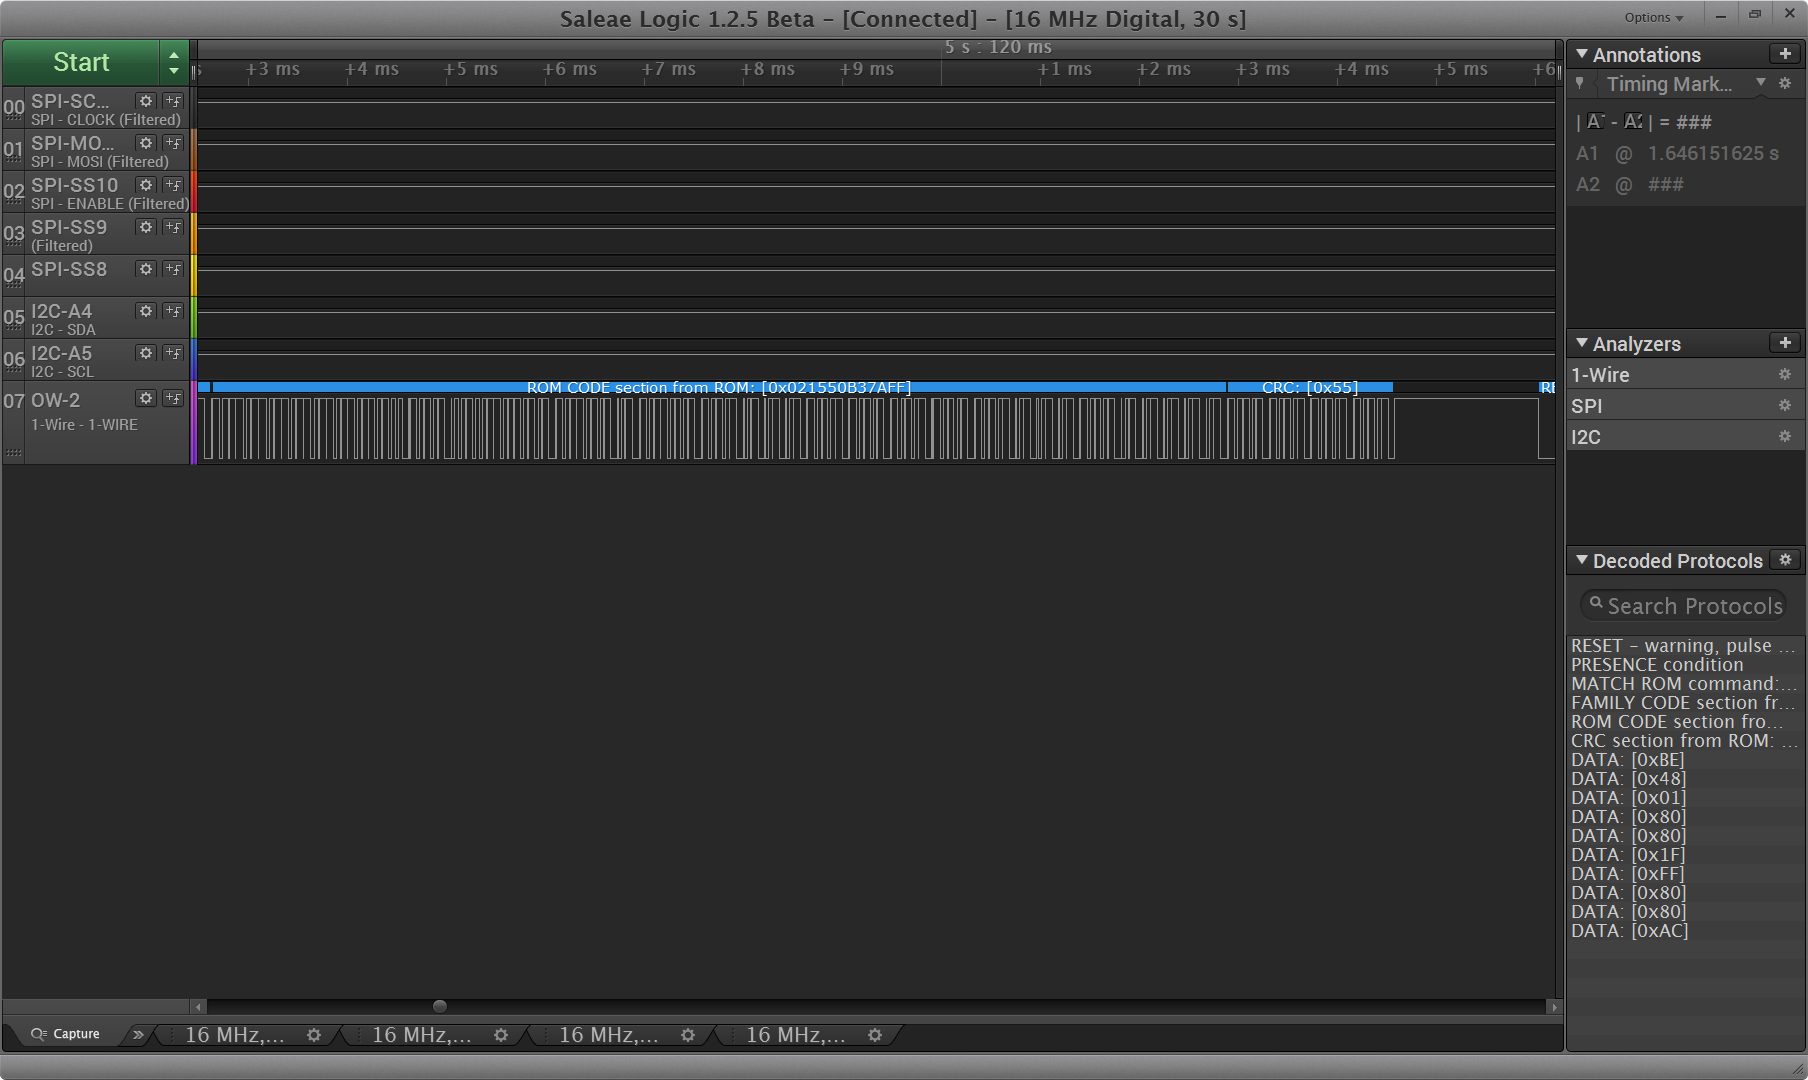 Saleae Logic 1.2.5 Beta - [Connected] - [16 MHz Digital, 30 s]
Options
Start
5 s : 120 ms
+3 ms +4 ms +5 ms +6 ms +7 ms +8 ms +9 ms +1 ms +2 ms +3 ms +4 ms +5 ms +6
00 SPI-SC...
SPI - CLOCK (Filtered)
01 SPI-MO...
SPI - MOSI (Filtered)
02 SPI-SS10
SPI - ENABLE (Filtered)
03 SPI-SS9
(Filtered)
04 SPI-SS8
05 I2C-A4
I2C - SDA
06 I2C-A5
I2C - SCL
07 OW-2
1-Wire - 1-WIRE
ROM CODE section from ROM: [0x021550B37AFF] CRC: [0x55] RE
Annotations
Timing Mark...
| A1 - A2 | = ###
A1 @ 1.646151625 s
A2 @ ###
Analyzers
1-Wire
SPI
I2C
Decoded Protocols
Search Protocols
RESET - warning, pulse ...
PRESENCE condition
MATCH ROM command:...
FAMILY CODE section fr...
ROM CODE section fro...
CRC section from ROM: ...
DATA: [0xBE]
DATA: [0x48]
DATA: [0x01]
DATA: [0x80]
DATA: [0x80]
DATA: [0x1F]
DATA: [0xFF]
DATA: [0x80]
DATA: [0x80]
DATA: [0xAC]
Capture
16 MHz,... 16 MHz,... 16 MHz,... 16 MHz,...